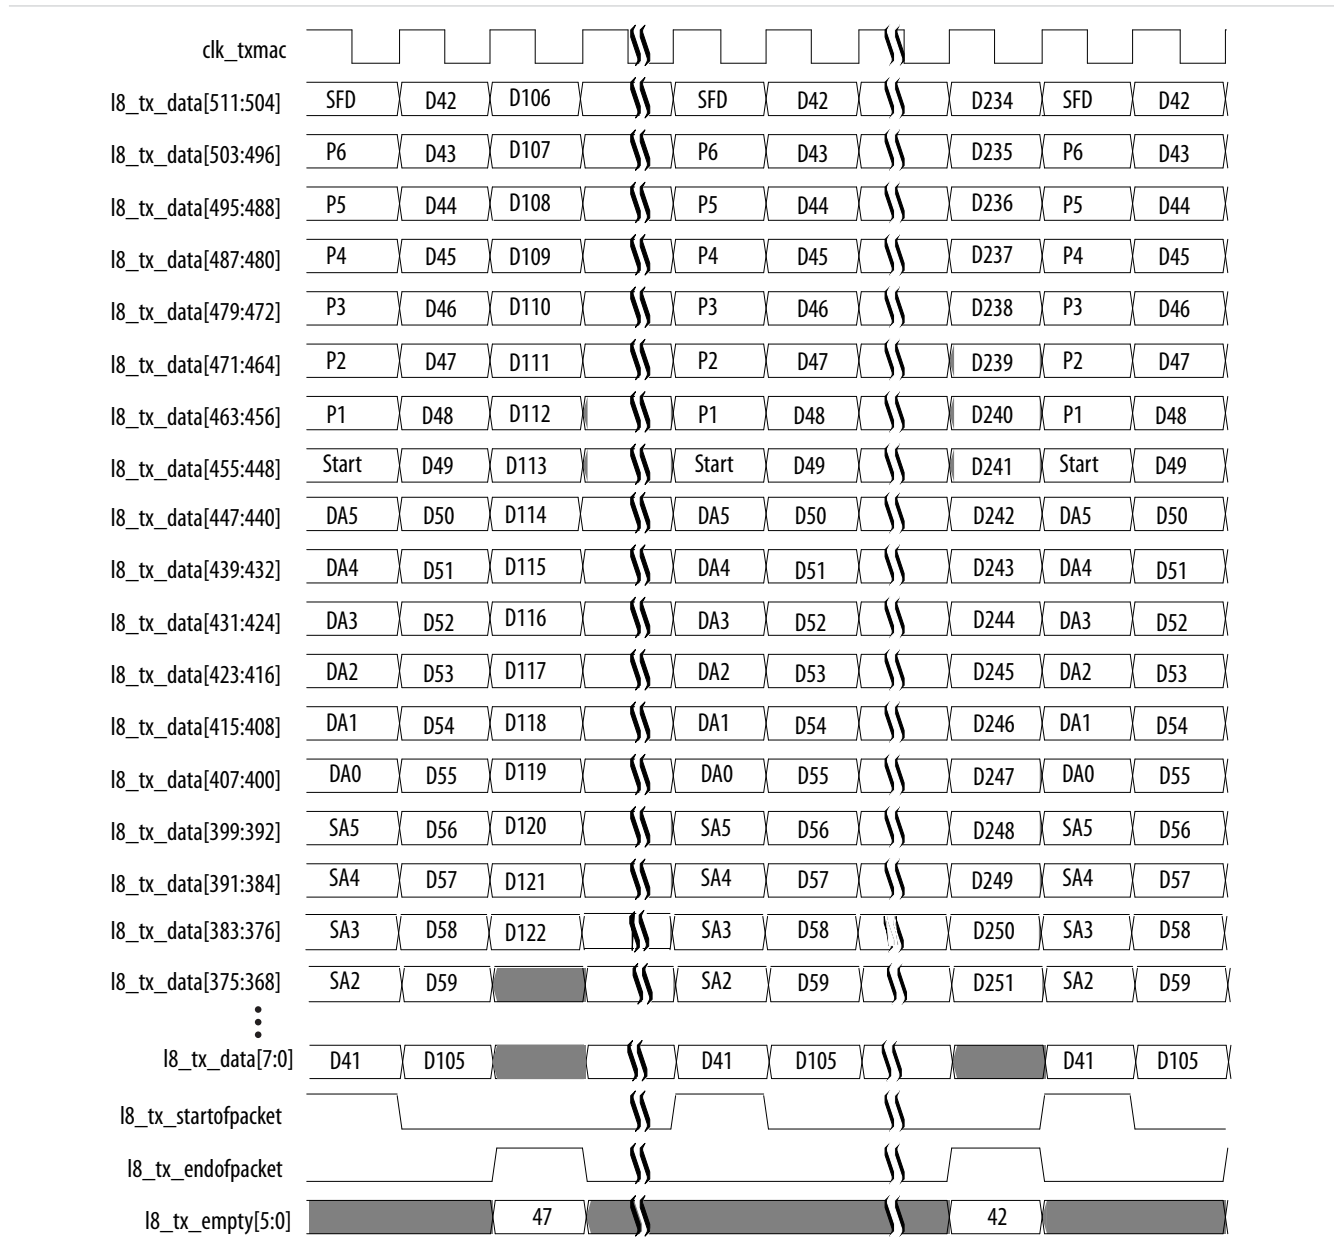 clk_txmac
l8_tx_data[511:504] SFD D42 D106 SFD D42 D234 SFD D42
l8_tx_data[503:496] P6 D43 D107 P6 D43 D235 P6 D43
l8_tx_data[495:488] P5 D44 D108 P5 D44 D236 P5 D44
l8_tx_data[487:480] P4 D45 D109 P4 D45 D237 P4 D45
l8_tx_data[479:472] P3 D46 D110 P3 D46 D238 P3 D46
l8_tx_data[471:464] P2 D47 D111 P2 D47 D239 P2 D47
l8_tx_data[463:456] P1 D48 D112 P1 D48 D240 P1 D48
l8_tx_data[455:448] Start D49 D113 Start D49 D241 Start D49
l8_tx_data[447:440] DA5 D50 D114 DA5 D50 D242 DA5 D50
l8_tx_data[439:432] DA4 D51 D115 DA4 D51 D243 DA4 D51
l8_tx_data[431:424] DA3 D52 D116 DA3 D52 D244 DA3 D52
l8_tx_data[423:416] DA2 D53 D117 DA2 D53 D245 DA2 D53
l8_tx_data[415:408] DA1 D54 D118 DA1 D54 D246 DA1 D54
l8_tx_data[407:400] DA0 D55 D119 DA0 D55 D247 DA0 D55
l8_tx_data[399:392] SA5 D56 D120 SA5 D56 D248 SA5 D56
l8_tx_data[391:384] SA4 D57 D121 SA4 D57 D249 SA4 D57
l8_tx_data[383:376] SA3 D58 D122 SA3 D58 D250 SA3 D58
l8_tx_data[375:368] SA2 D59 SA2 D59 D251 SA2 D59
l8_tx_data[7:0] D41 D105 D41 D105 D41 D105
l8_tx_startofpacket
l8_tx_endofpacket
l8_tx_empty[5:0] 47 42